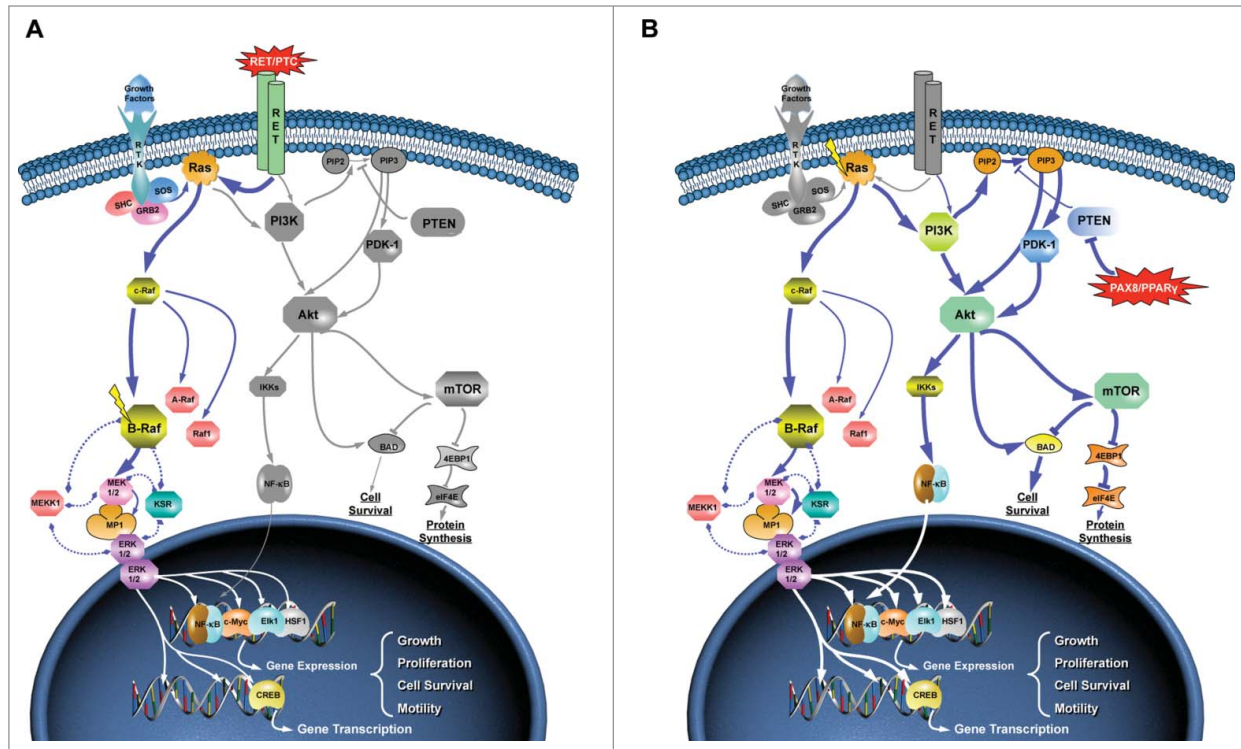 A
RET/PTC
Growth
Factors
RTK
RET
SHC
GRB2
SOS
Ras
PIP2
PIP3
PI3K
PTEN
PDK-1
c-Raf
Akt
A-Raf
Raf1
B-Raf
IKKs
mTOR
BAD
4EBP1
eIF4E
MEK
1/2
MEKK1
KSR
MP1
NF-κB
Cell
Survival
Protein
Synthesis
ERK
1/2
ERK
1/2
NF-κB
c-Myc
Elk1
HSF1
Gene Expression
Growth
Proliferation
Cell Survival
Motility
CREB
Gene Transcription
B
Growth
Factors
RTK
RET
SHC
GRB2
SOS
Ras
PIP2
PIP3
PI3K
PTEN
PDK-1
PAX8/PPARγ
c-Raf
Akt
A-Raf
Raf1
B-Raf
IKKs
mTOR
BAD
4EBP1
eIF4E
MEK
1/2
MEKK1
KSR
MP1
NF-κB
Cell
Survival
Protein
Synthesis
ERK
1/2
ERK
1/2
NF-κB
c-Myc
Elk1
HSF1
Gene Expression
Growth
Proliferation
Cell Survival
Motility
CREB
Gene Transcription